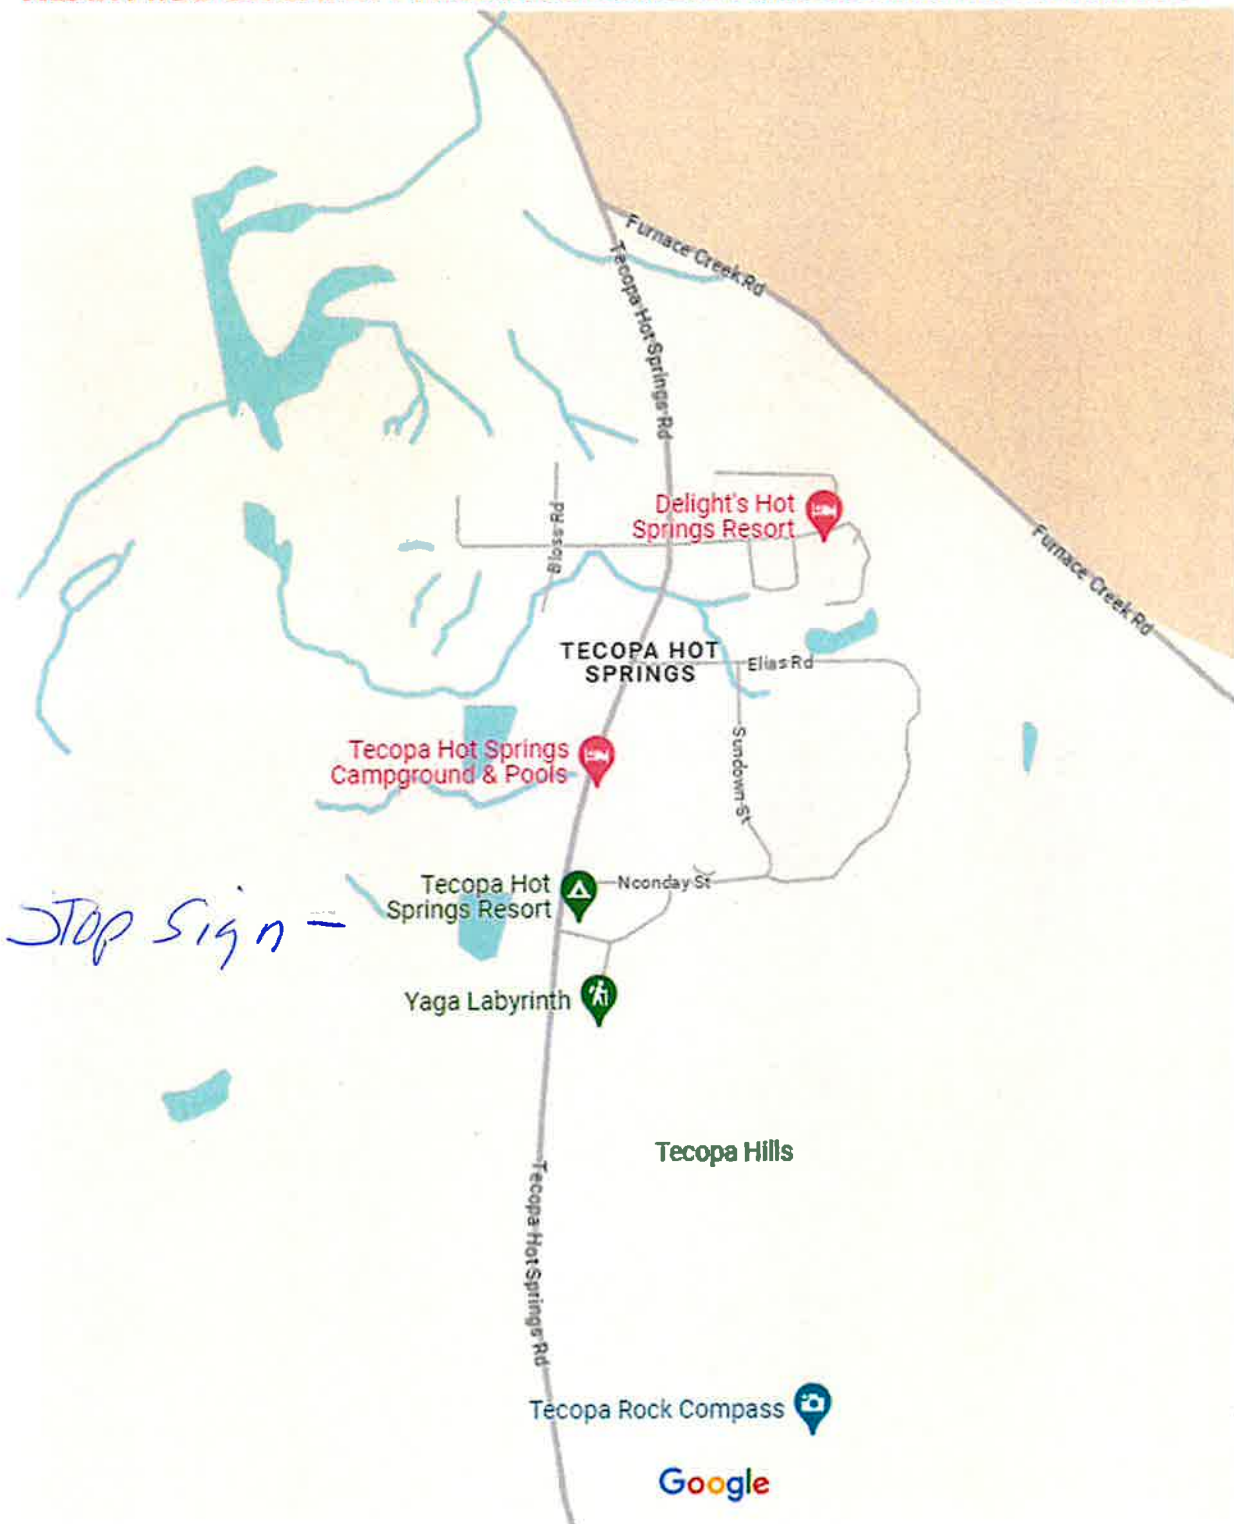 Furnace Creek Rd
Tecopa Hot Springs Rd
Delight's Hot
Springs Resort
Bloss Rd
Furnace Creek Rd
TECOPA HOT
SPRINGS
Elias Rd
Tecopa Hot Springs
Campground & Pools
Sundown St
Tecopa Hot
Springs Resort
Noonday St
STOP Sign -
Yaga Labyrinth
Tecopa Hills
Tecopa Hot Springs Rd
Tecopa Rock Compass
Google